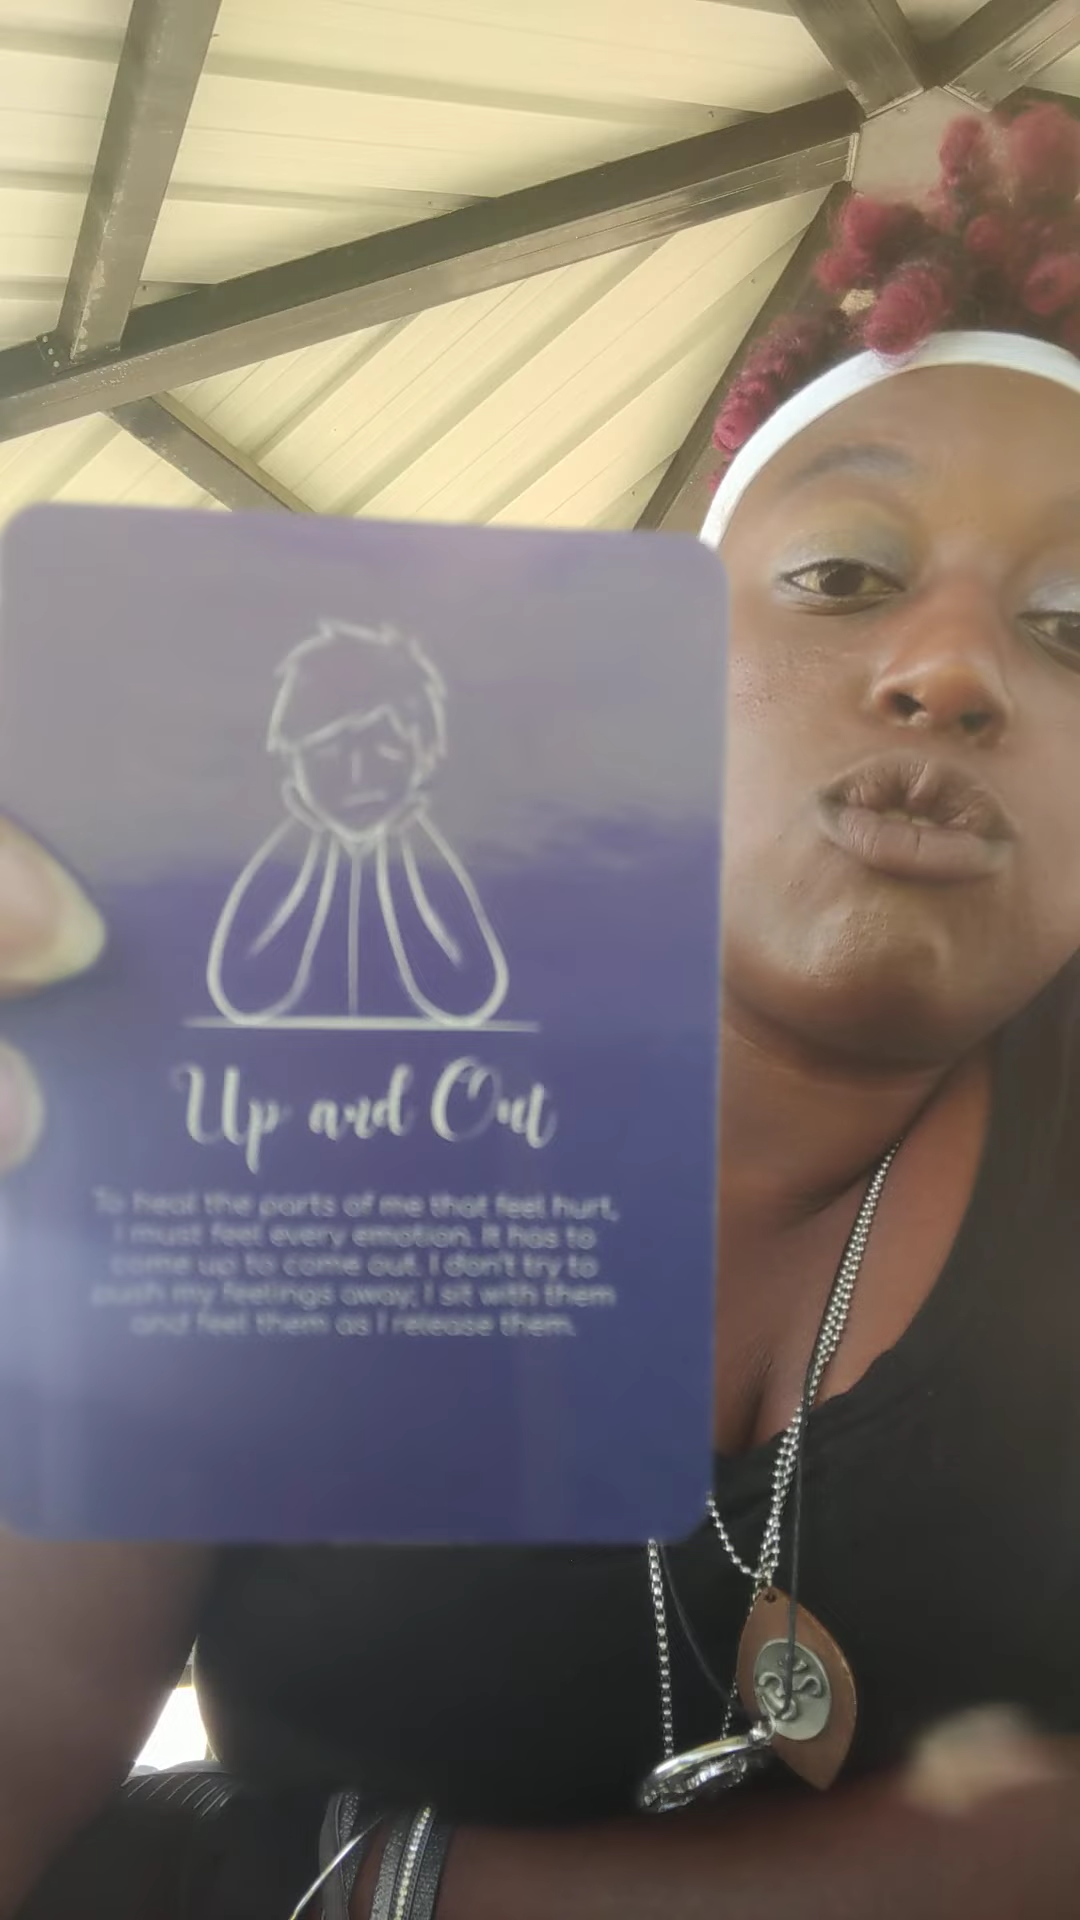 Up and Out
To heal the parts of me that feel hurt,
I must feel every emotion. It has to
come up to come out. I don't try to
push my feelings away; I sit with them
and feel them as I release them.